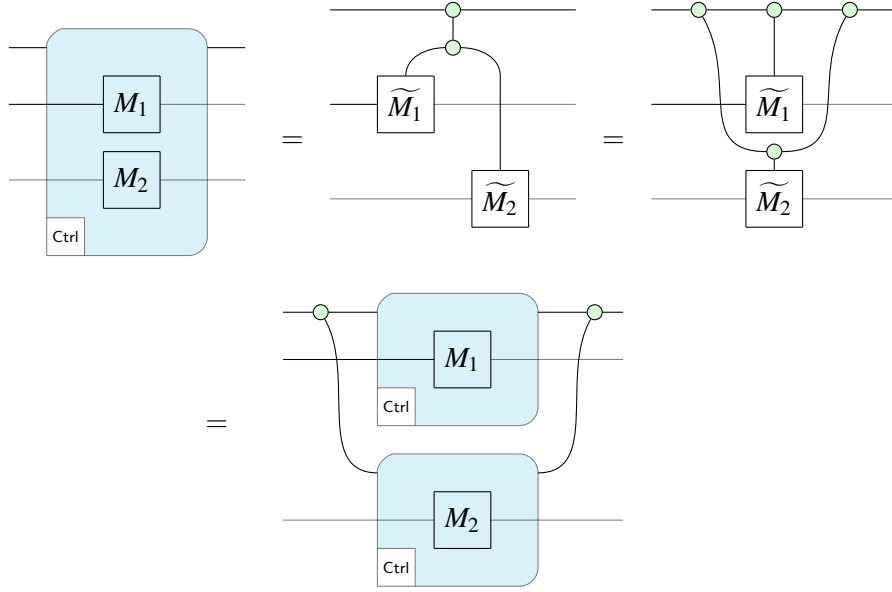 M₁
M₂
Ctrl
=
M̃₁
M̃₂
=
M̃₁
M̃₂
=
M₁
Ctrl
M₂
Ctrl